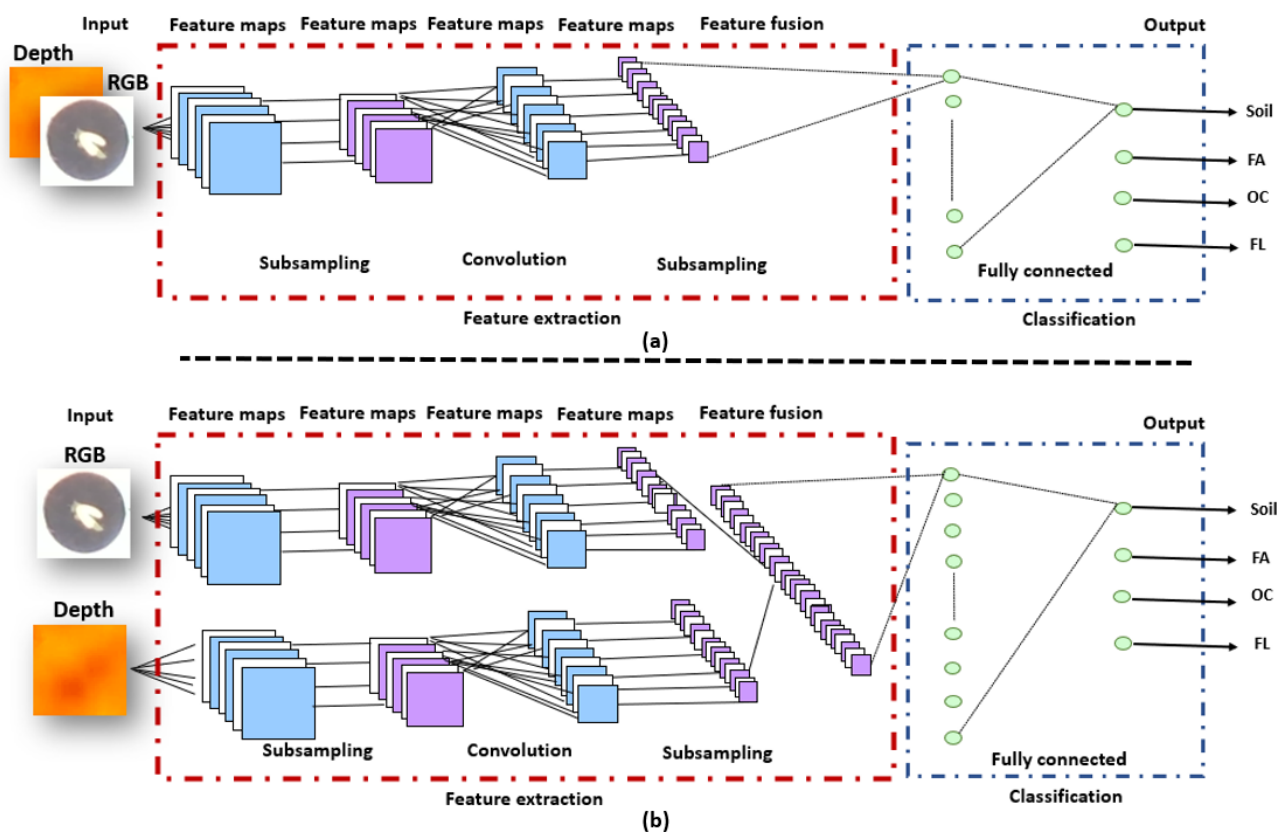 Input Feature maps Feature maps Feature maps Feature maps Feature fusion Output
Depth
RGB
Soil
FA
OC
FL
Subsampling Convolution Subsampling Fully connected
Feature extraction Classification
(a)
Input Feature maps Feature maps Feature maps Feature maps Feature fusion Output
RGB
Soil
FA
OC
Depth
FL
Subsampling Convolution Subsampling Fully connected
Feature extraction Classification
(b)